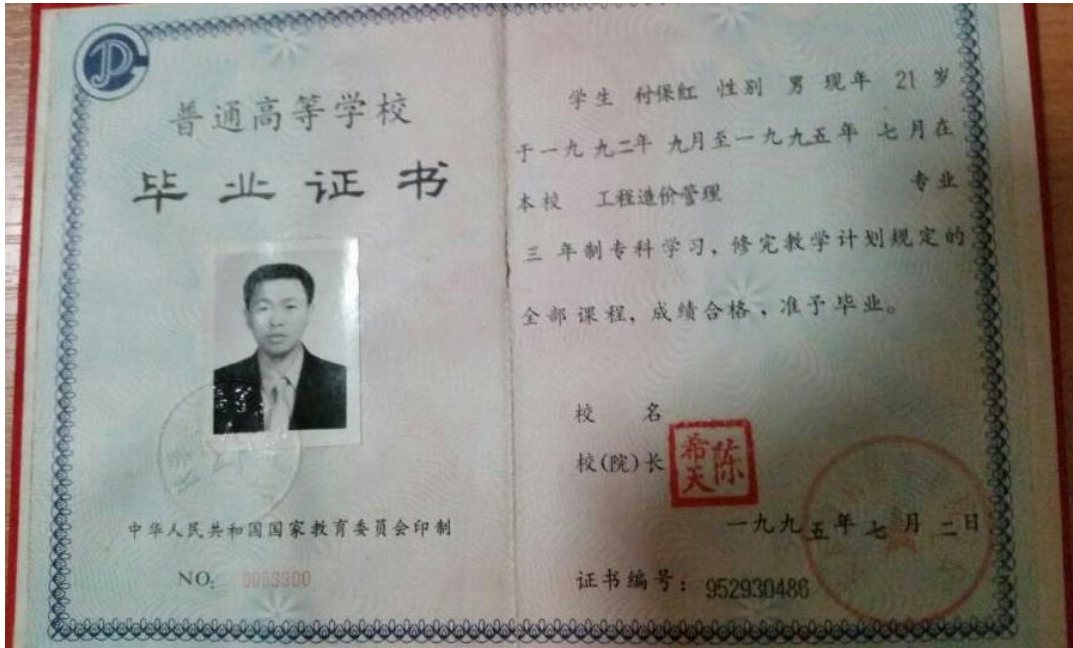 普通高等学校
毕业证书
中华人民共和国国家教育委员会印制
NO: 0053300
学生 付保红 性别 男 现年 21 岁
于一九九二年 九月至一九九五年 七月在
本校 工程造价管理 专业
三 年制专科学习，修完教学计划规定的
全部课程，成绩合格，准予毕业。
校 名
校(院)长 陈希天
一九九五年七月二日
证书编号：952930486